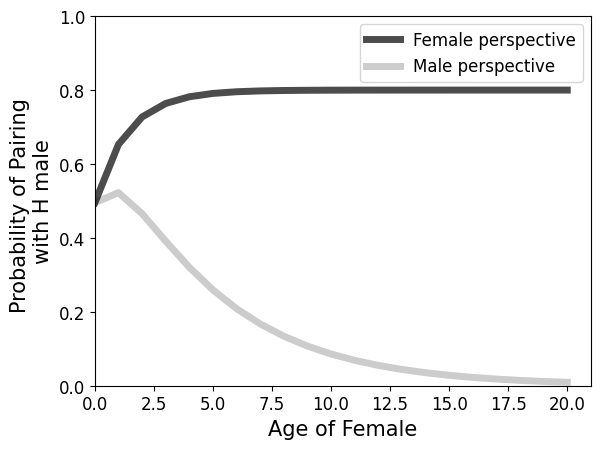 Female perspective
Male perspective
1.0
0.8
0.6
0.4
0.2
0.0
Probability of Pairing
with H male
0.0 2.5 5.0 7.5 10.0 12.5 15.0 17.5 20.0
Age of Female